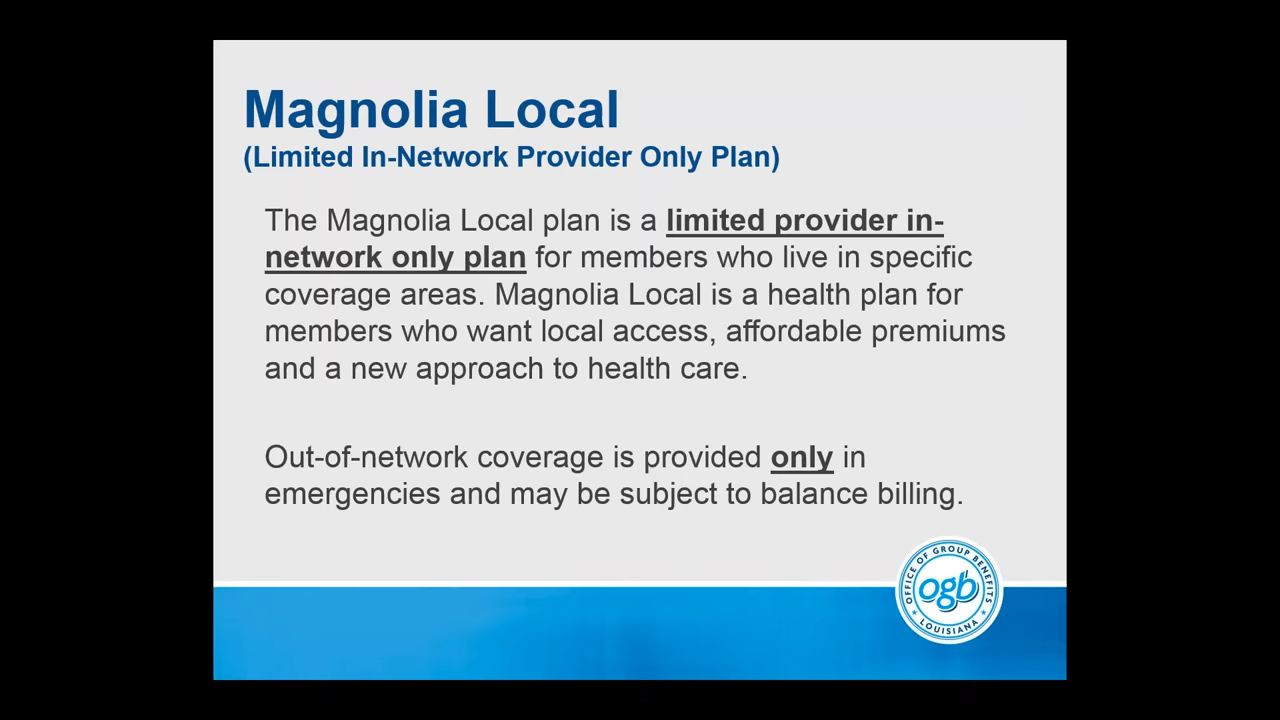 Magnolia Local
(Limited In-Network Provider Only Plan)
The Magnolia Local plan is a limited provider in-
network only plan for members who live in specific
coverage areas. Magnolia Local is a health plan for
members who want local access, affordable premiums
and a new approach to health care.
Out-of-network coverage is provided only in
emergencies and may be subject to balance billing.
OFFICE OF GROUP BENEFITS
ogb
LOUISIANA